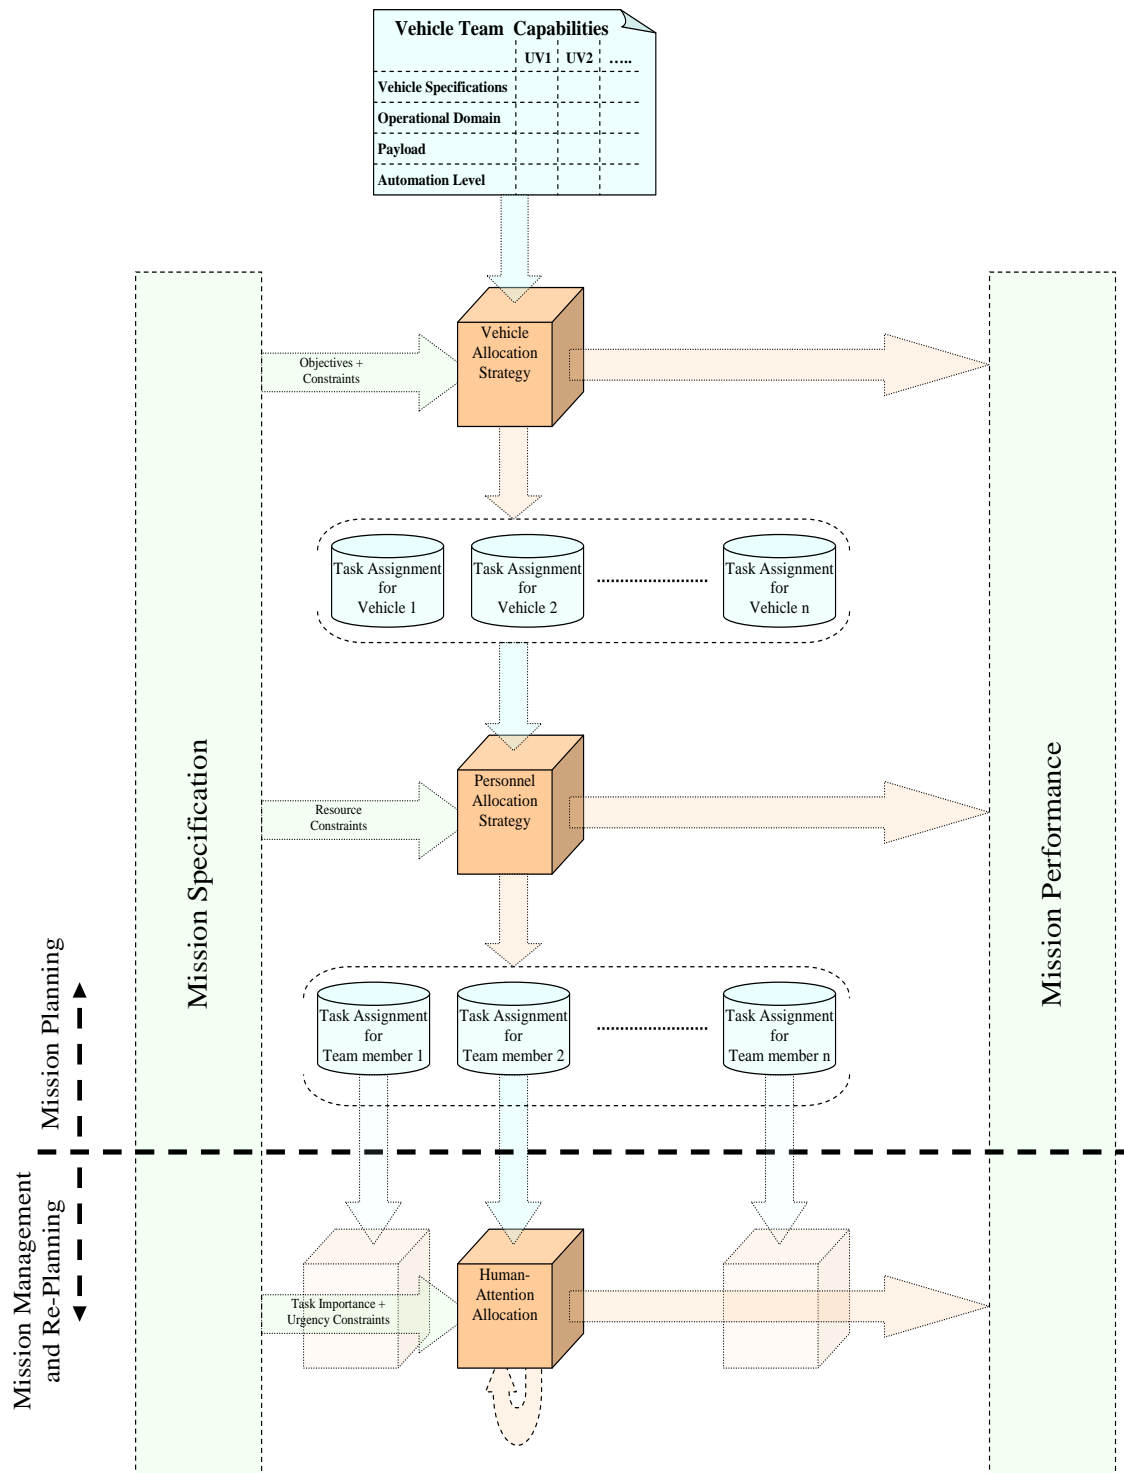 Vehicle Team Capabilities
UV1 UV2 .....
Vehicle Specifications
Operational Domain
Payload
Automation Level
Vehicle
Allocation
Strategy
Objectives +
Constraints
Task Assignment
for
Vehicle 1
Task Assignment
for
Vehicle 2
Task Assignment
for
Vehicle n
Mission Specification
Mission Performance
Personnel
Allocation
Strategy
Resource
Constraints
Mission Planning
Task Assignment
for
Team member 1
Task Assignment
for
Team member 2
Task Assignment
for
Team member n
Mission Management
and Re-Planning
Human-
Attention
Allocation
Task Importance +
Urgency Constraints